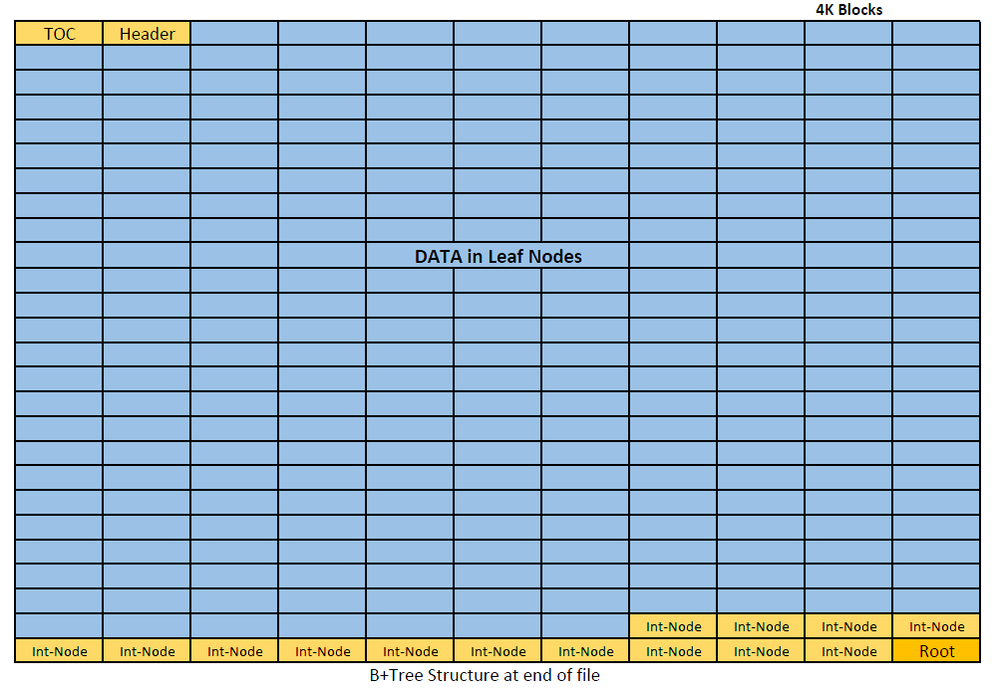 4K Blocks
TOC Header
DATA in Leaf Nodes
Int-Node Int-Node Int-Node Int-Node
Int-Node Int-Node Int-Node Int-Node Int-Node Int-Node Int-Node Int-Node Int-Node Int-Node Root
B+Tree Structure at end of file